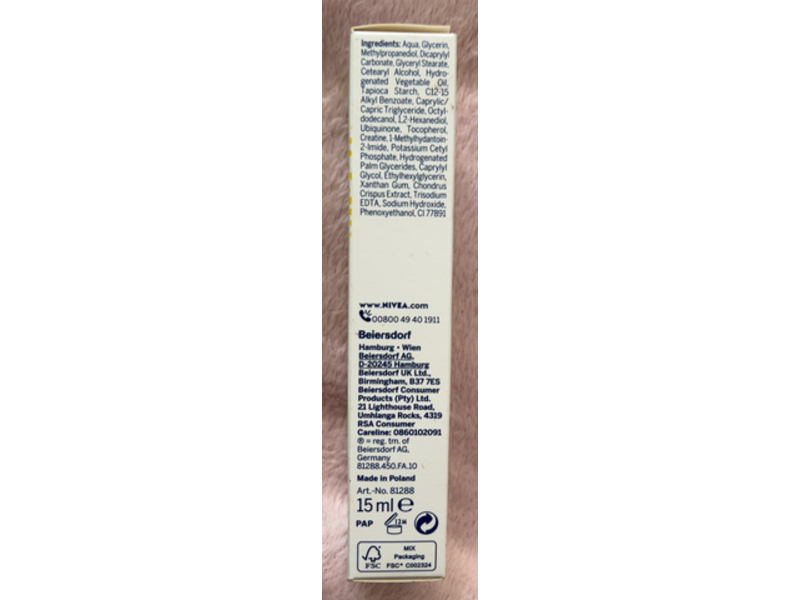 Ingredients: Aqua, Glycerin,
Methylpropanediol, Dicaprylyl
Carbonate, Glyceryl Stearate,
Cetearyl Alcohol, Hydro-
genated Vegetable Oil,
Tapioca Starch, C12-15
Alkyl Benzoate, Caprylic/
Capric Triglyceride, Octyl-
dodecanol, 1,2-Hexanediol,
Ubiquinone, Tocopherol,
Creatine, 1-Methylhydantoin-
2-Imide, Potassium Cetyl
Phosphate, Hydrogenated
Palm Glycerides, Caprylyl
Glycol, Ethylhexylglycerin,
Xanthan Gum, Chondrus
Crispus Extract, Trisodium
EDTA, Sodium Hydroxide,
Phenoxyethanol, CI 77891
www.NIVEA.com
00800 49 40 1911
Beiersdorf
Hamburg • Wien
Beiersdorf AG,
D-20245 Hamburg
Beiersdorf UK Ltd.,
Birmingham, B37 7ES
Beiersdorf Consumer
Products (Pty) Ltd.
21 Lighthouse Road,
Umhlanga Rocks, 4319
RSA Consumer
Careline: 0860102091
® = reg. tm. of
Beiersdorf AG,
Germany
81288.450.FA.10
Made in Poland
Art.-No. 81288
15 ml e
PAP 12M
MIX
Packaging
FSC FSC® C002324